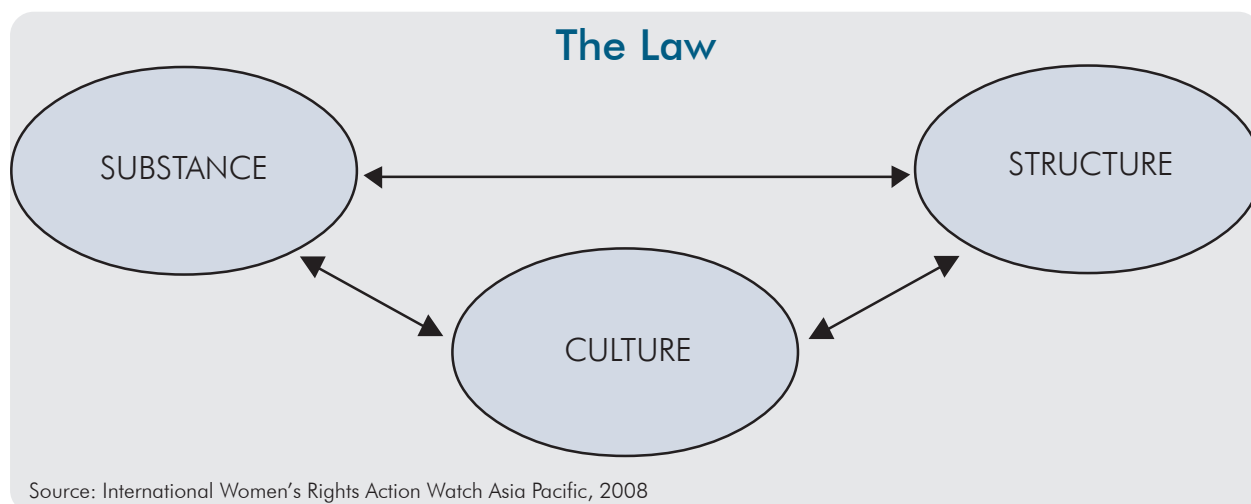 The Law
SUBSTANCE
STRUCTURE
CULTURE
Source: International Women’s Rights Action Watch Asia Pacific, 2008